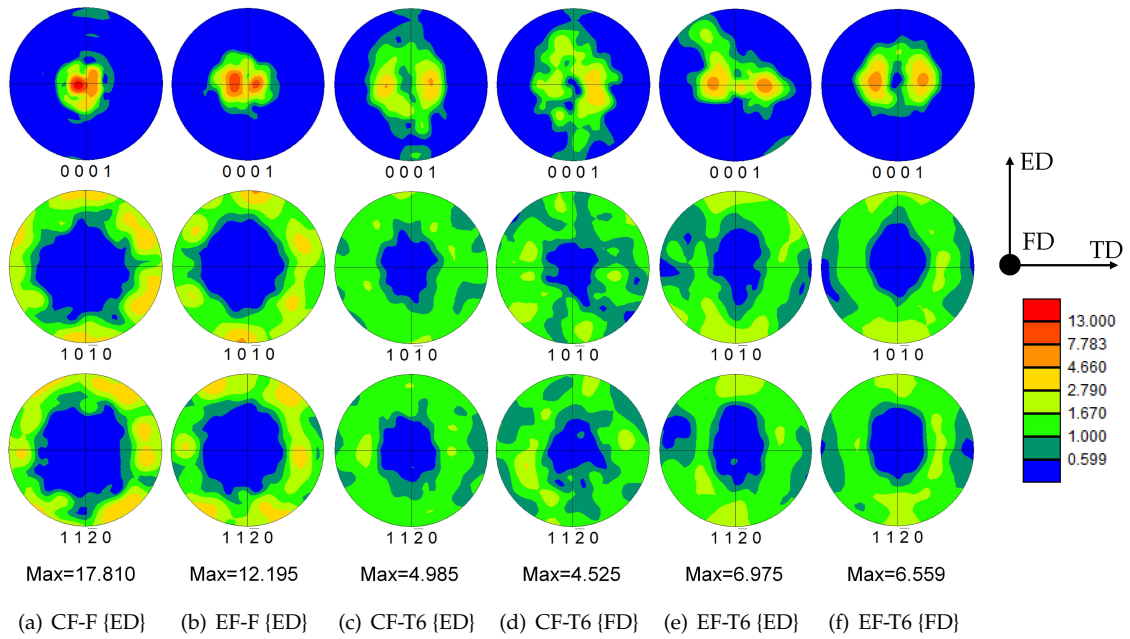 0 0 0 1 0 0 0 1 0 0 0 1 0 0 0 1 0 0 0 1 0 0 0 1
1 0 1̅ 0 1 0 1̅ 0 1 0 1̅ 0 1 0 1̅ 0 1 0 1̅ 0 1 0 1̅ 0
1 1 2̅ 0 1 1 2̅ 0 1 1 2̅ 0 1 1 2̅ 0 1 1 2̅ 0 1 1 2̅ 0
Max=17.810 Max=12.195 Max=4.985 Max=4.525 Max=6.975 Max=6.559
(a) CF-F {ED} (b) EF-F {ED} (c) CF-T6 {ED} (d) CF-T6 {FD} (e) EF-T6 {ED} (f) EF-T6 {FD}
ED
FD
TD
13.000
7.783
4.660
2.790
1.670
1.000
0.599